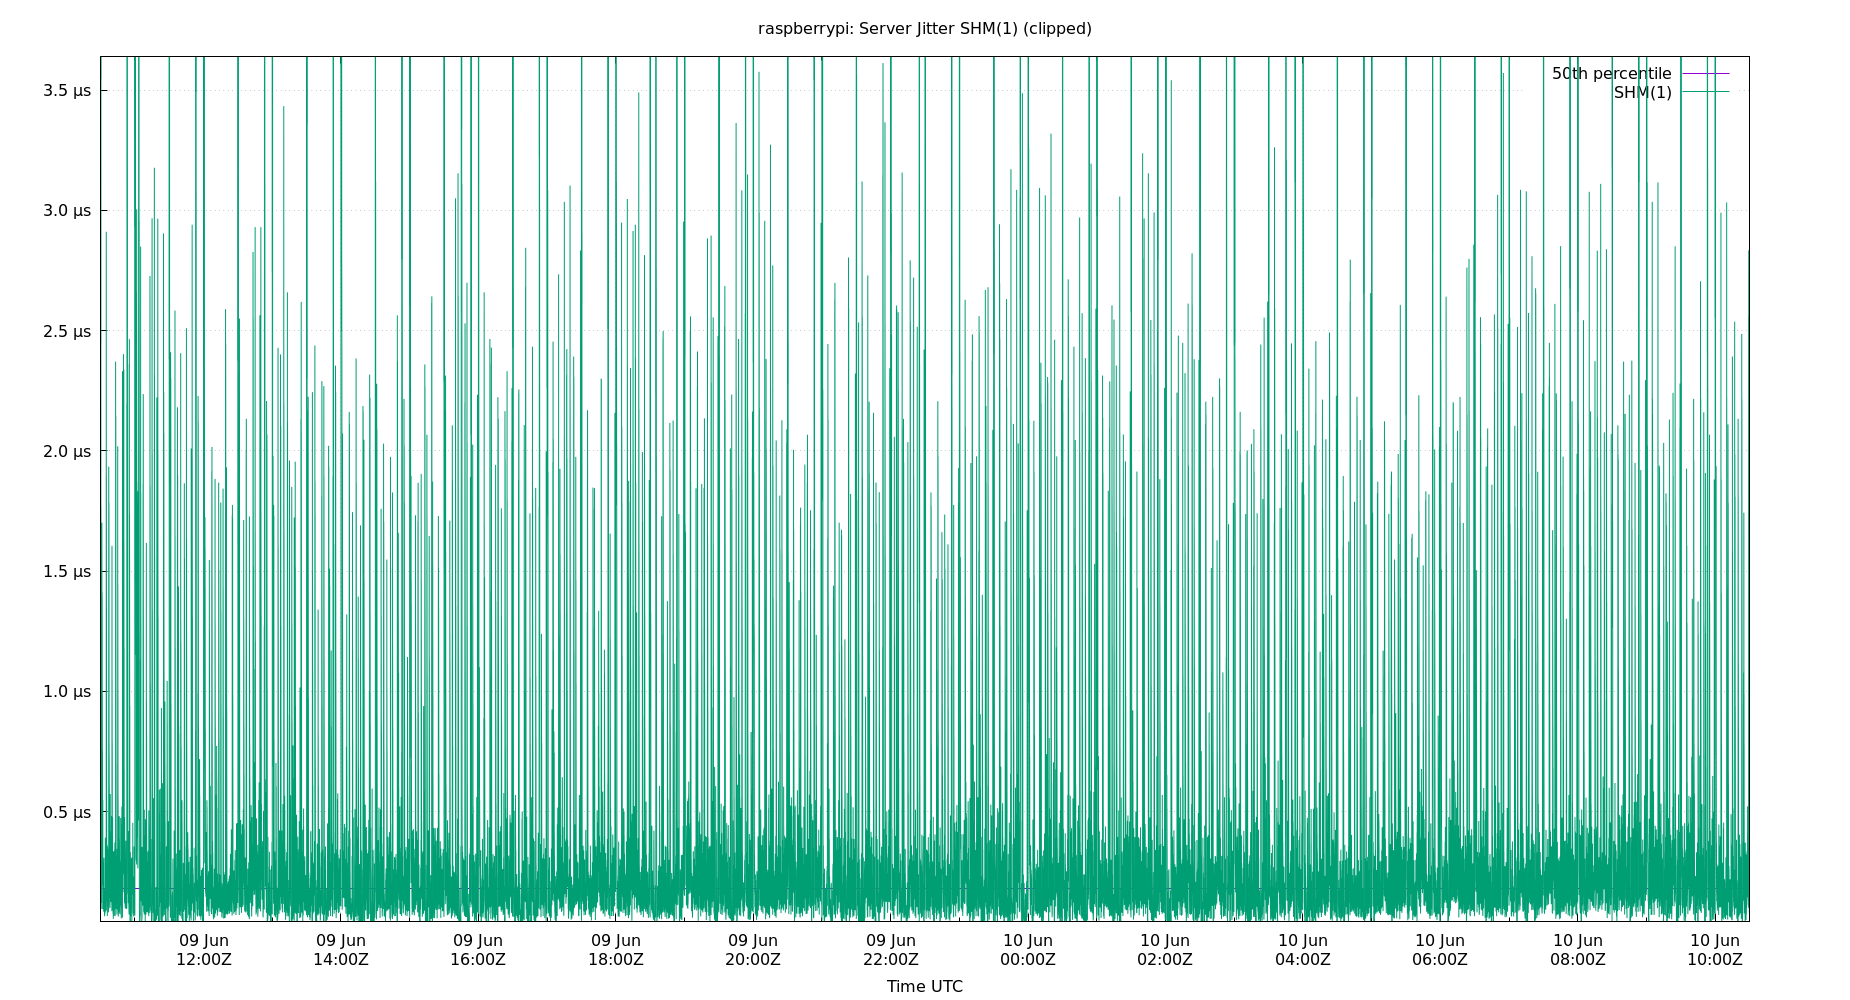 raspberrypi: Server Jitter SHM(1) (clipped)
50th percentile
SHM(1)
3.5 μs
3.0 μs
2.5 μs
2.0 μs
1.5 μs
1.0 μs
0.5 μs
09 Jun 09 Jun 09 Jun 09 Jun 09 Jun 09 Jun 10 Jun 10 Jun 10 Jun 10 Jun 10 Jun 10 Jun
12:00Z 14:00Z 16:00Z 18:00Z 20:00Z 22:00Z 00:00Z 02:00Z 04:00Z 06:00Z 08:00Z 10:00Z
Time UTC